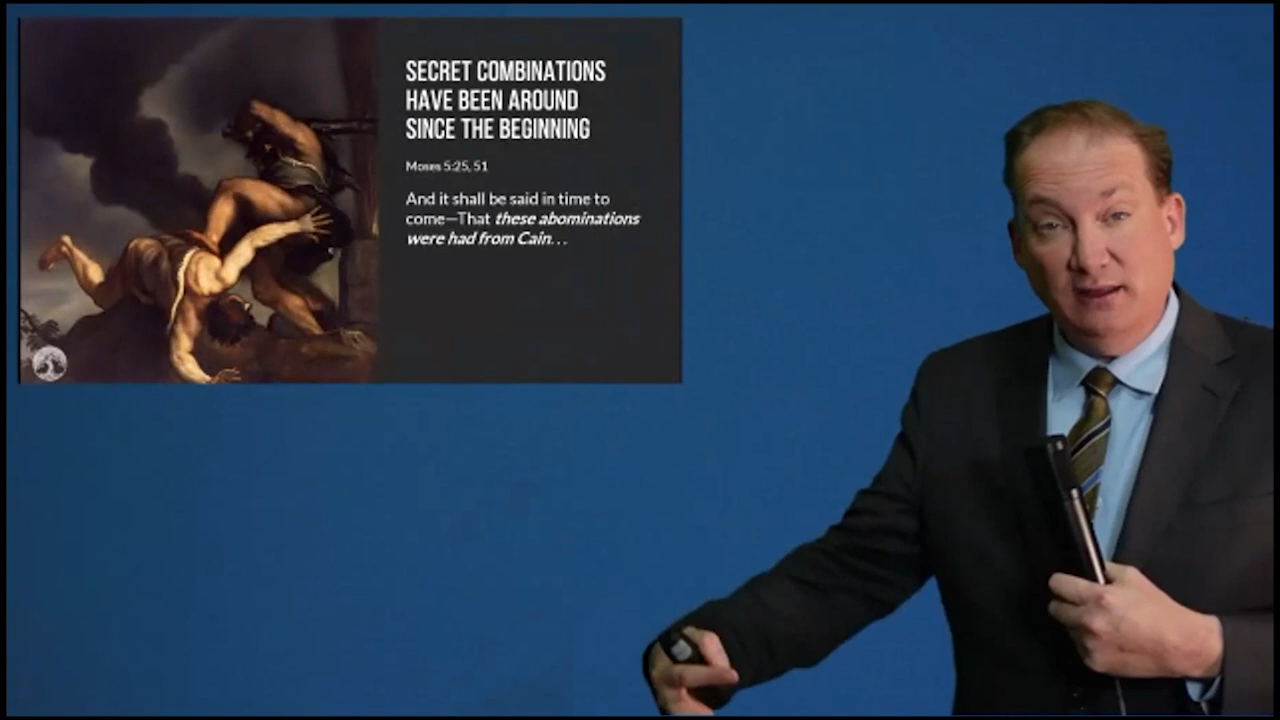 SECRET COMBINATIONS
HAVE BEEN AROUND
SINCE THE BEGINNING
Moses 5:25, 51
And it shall be said in time to
come—That these abominations
were had from Cain...